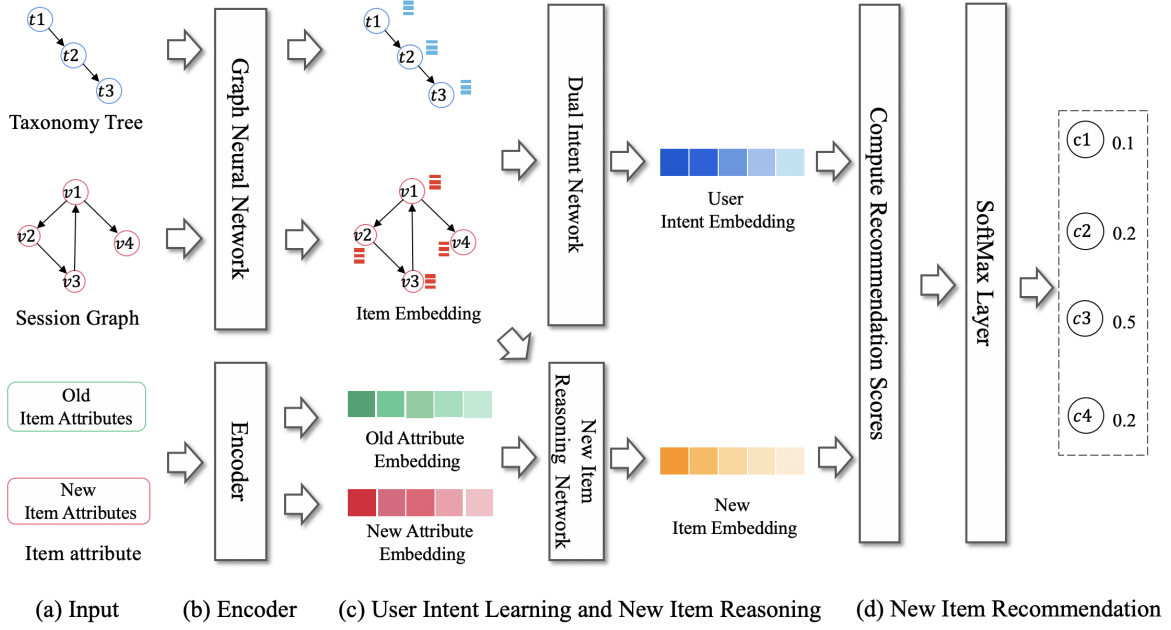 t1
t2
t3
Taxonomy Tree
v1
v2
v4
v3
Session Graph
Old
Item Attributes
New
Item Attributes
Item attribute
(a) Input
Graph Neural Network
Encoder
(b) Encoder
t1
t2
t3
v1
v2
v4
v3
Item Embedding
Old Attribute
Embedding
New Attribute
Embedding
Dual Intent Network
New Item
Reasoning Network
User
Intent Embedding
New
Item Embedding
(c) User Intent Learning and New Item Reasoning
Compute Recommendation Scores
SoftMax Layer
c1 0.1
c2 0.2
c3 0.5
c4 0.2
(d) New Item Recommendation